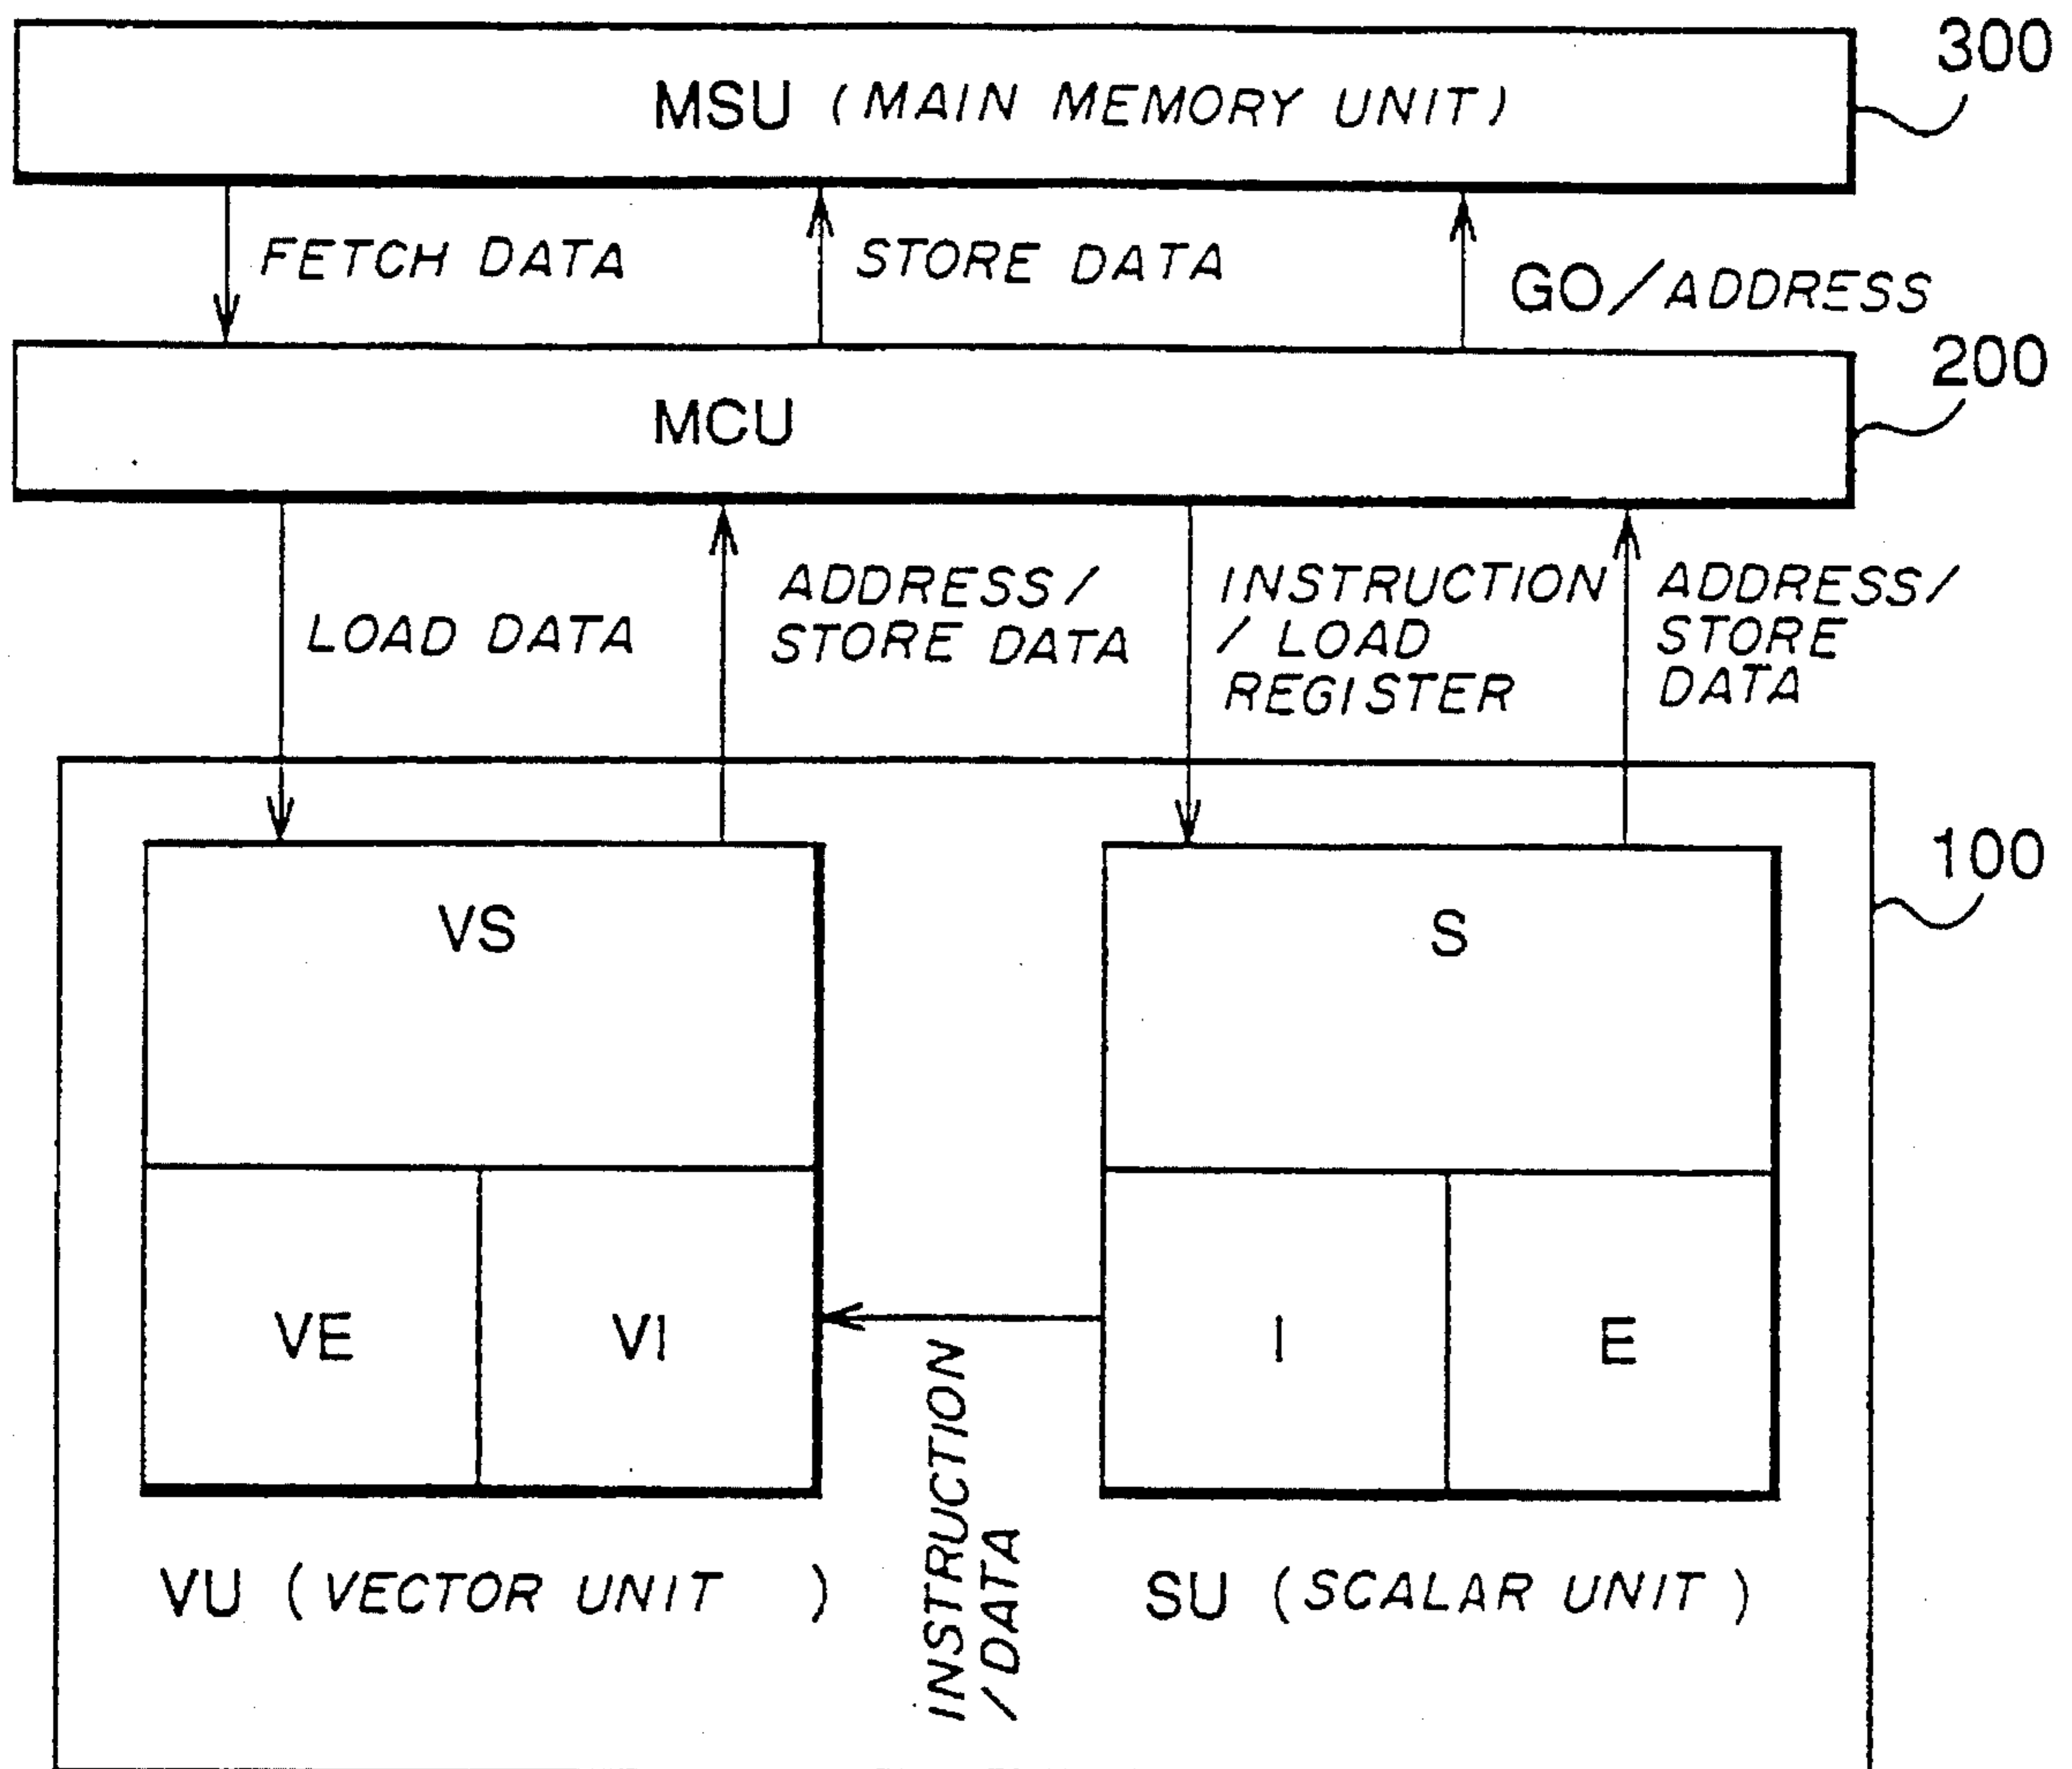 300
MSU (MAIN MEMORY UNIT)
FETCH DATA
STORE DATA
GO/ADDRESS
200
MCU
LOAD DATA
ADDRESS/
STORE DATA
INSTRUCTION
/ LOAD
REGISTER
ADDRESS/
STORE
DATA
100
VS
S
VE
VI
I
E
INSTRUCTION
/DATA
VU (VECTOR UNIT )
SU (SCALAR UNIT )